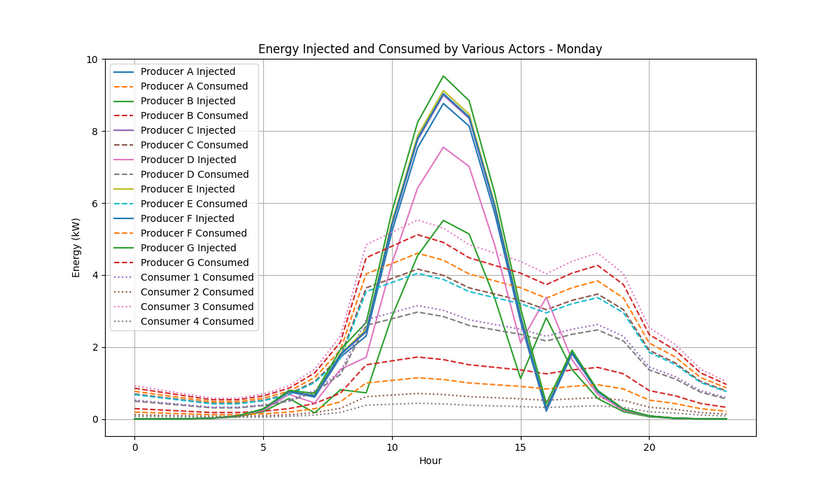 Energy Injected and Consumed by Various Actors - Monday
10
8
6
4
2
0
Energy (kW)
Producer A Injected
Producer A Consumed
Producer B Injected
Producer B Consumed
Producer C Injected
Producer C Consumed
Producer D Injected
Producer D Consumed
Producer E Injected
Producer E Consumed
Producer F Injected
Producer F Consumed
Producer G Injected
Producer G Consumed
Consumer 1 Consumed
Consumer 2 Consumed
Consumer 3 Consumed
Consumer 4 Consumed
0 5 10 15 20
Hour